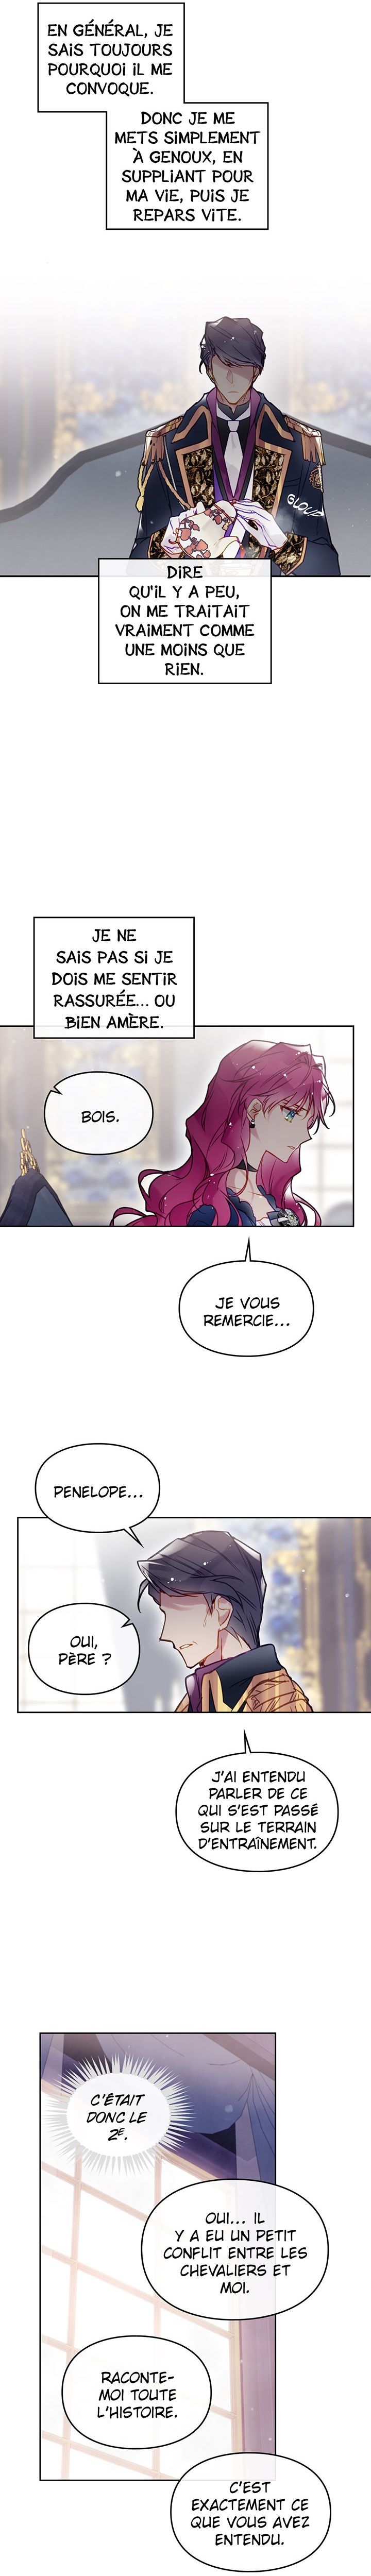 EN GÉNÉRAL, JE
SAIS TOUJOURS
POURQUOI IL ME
CONVOQUE.
DONC JE ME
METS SIMPLEMENT
À GENOUX, EN
SUPPLIANT POUR
MA VIE, PUIS JE
REPARS VITE.
GLOUP
DIRE
QU'IL Y A PEU,
ON ME TRAITAIT
VRAIMENT COMME
UNE MOINS QUE
RIEN.
JE NE
SAIS PAS SI JE
DOIS ME SENTIR
RASSURÉE... OU
BIEN AMÈRE.
BOIS.
JE VOUS
REMERCIE...
PENELOPE...
OUI,
PÈRE ?
J'AI ENTENDU
PARLER DE CE
QUI S'EST PASSÉ
SUR LE TERRAIN
D'ENTRAÎNEMENT.
C'ÉTAIT
DONC LE
2E.
OUI... IL
Y A EU UN PETIT
CONFLIT ENTRE LES
CHEVALIERS ET
MOI.
RACONTE-
MOI TOUTE
L'HISTOIRE.
C'EST
EXACTEMENT CE
QUE VOUS AVEZ
ENTENDU.